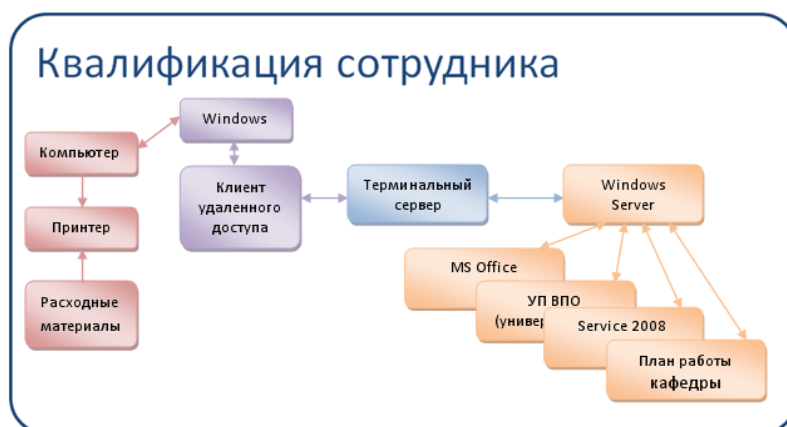 Квалификация сотрудника
Windows
Компьютер
Клиент
удаленного
доступа
Терминальный
сервер
Windows
Server
Принтер
MS Office
Расходные
материалы
УП ВПО
Service 2008
План работы
кафедры